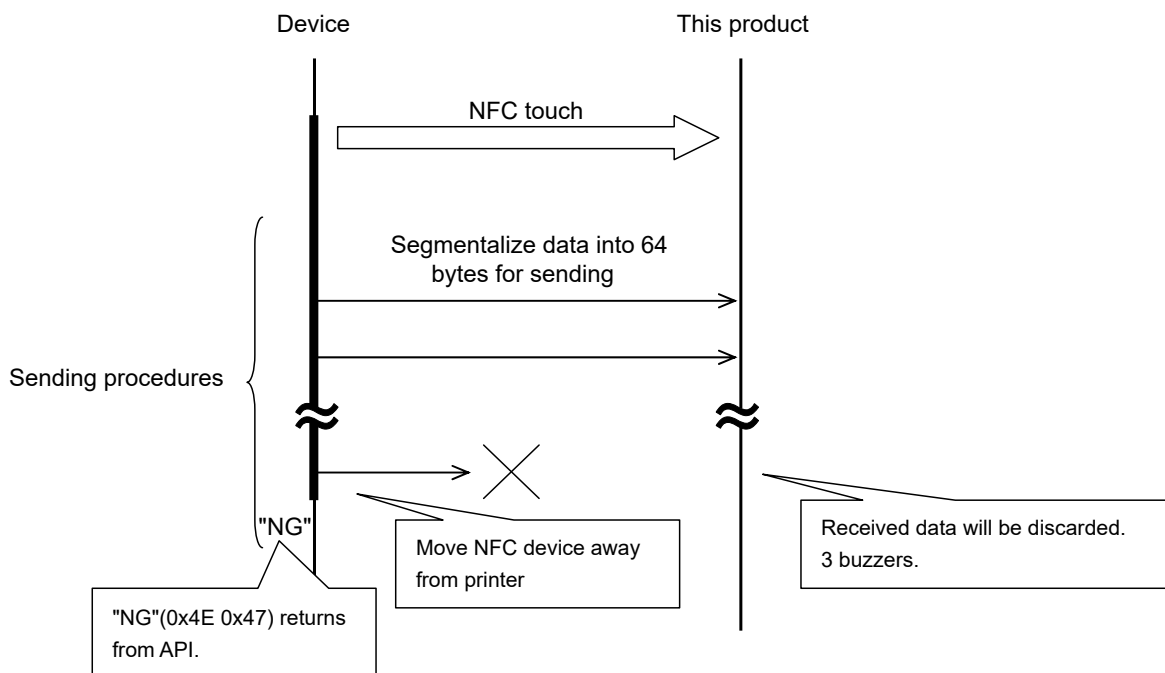 Device
This product
NFC touch
Segmentalize data into 64
bytes for sending
Sending procedures
"NG"
Move NFC device away
from printer
Received data will be discarded.
3 buzzers.
"NG"(0x4E 0x47) returns
from API.